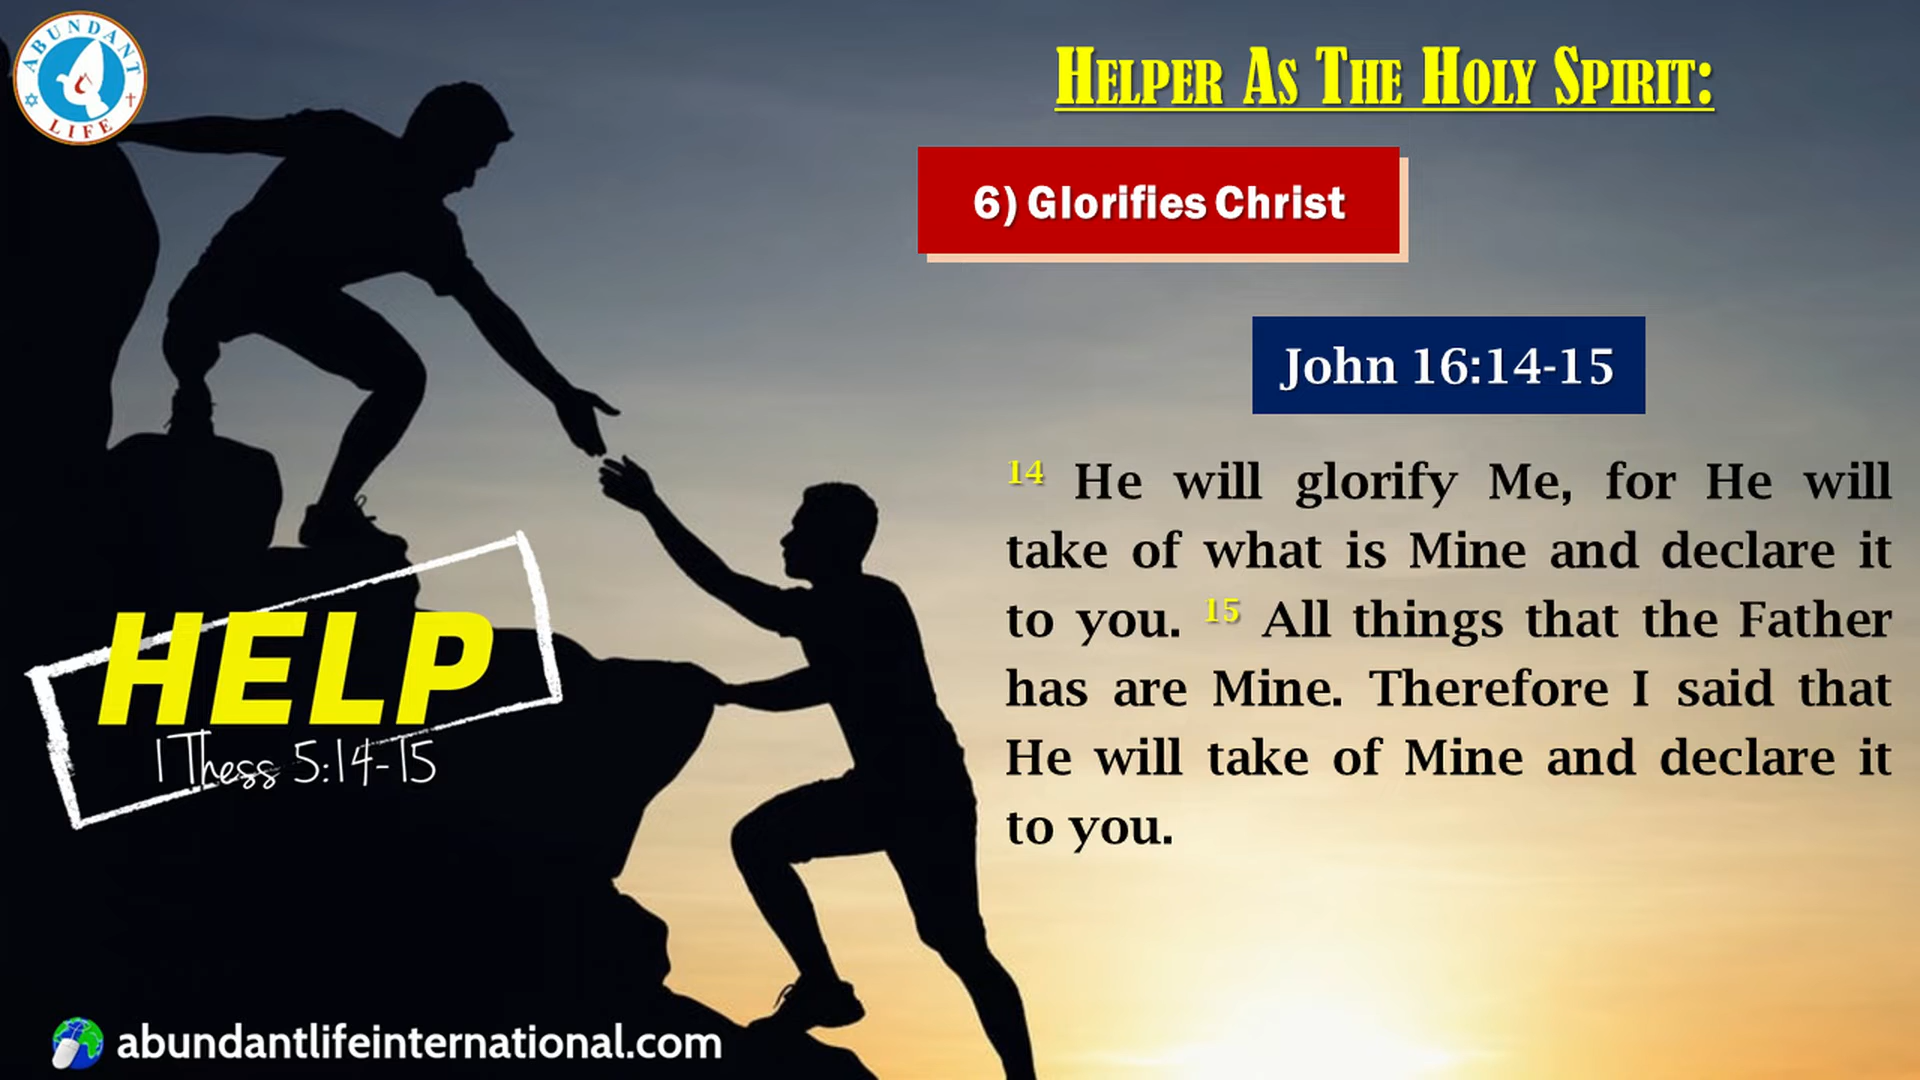 ABUNDANT
LIFE
HELPER AS THE HOLY SPIRIT:
6) Glorifies Christ
John 16:14-15
14 He will glorify Me, for He will
take of what is Mine and declare it
to you. 15 All things that the Father
has are Mine. Therefore I said that
He will take of Mine and declare it
to you.
HELP
1 Thess 5:14-15
abundantlifeinternational.com